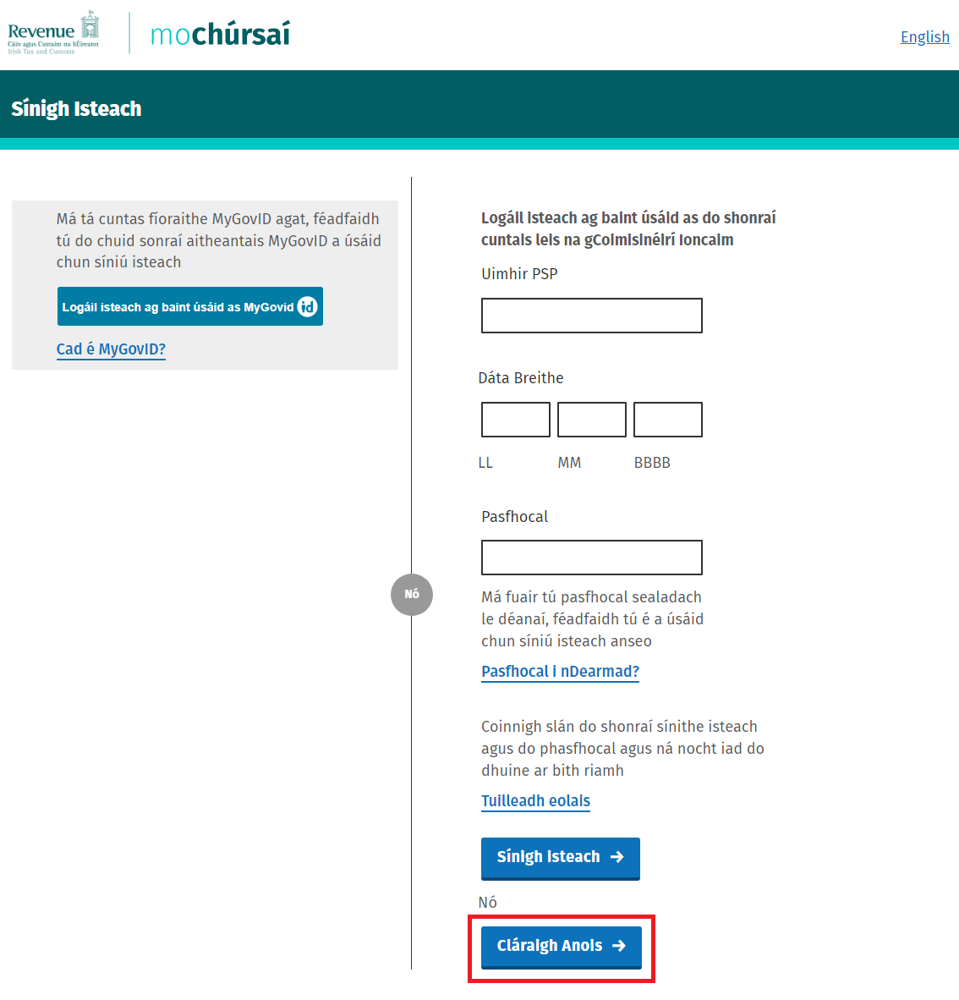 Revenue
Cáin agus Custaim na hÉireann
Irish Tax and Customs
mochúrsaí
English
Sínigh Isteach
Má tá cuntas fíoraithe MyGovID agat, féadfaidh
tú do chuid sonraí aitheantais MyGovID a úsáid
chun síniú isteach
Logáil isteach ag baint úsáid as MyGovid id
Cad é MyGovID?
Nó
Logáil isteach ag baint úsáid as do shonraí
cuntais leis na gCoimisinéirí Ioncaim
Uimhir PSP
Dáta Breithe
LL MM BBBB
Pasfhocal
Má fuair tú pasfhocal sealadach
le déanaí, féadfaidh tú é a úsáid
chun síniú isteach anseo
Pasfhocal i nDearmad?
Coinnigh slán do shonraí sínithe isteach
agus do phasfhocal agus ná nocht iad do
dhuine ar bith riamh
Tuilleadh eolais
Sínigh Isteach →
Nó
Cláraigh Anois →